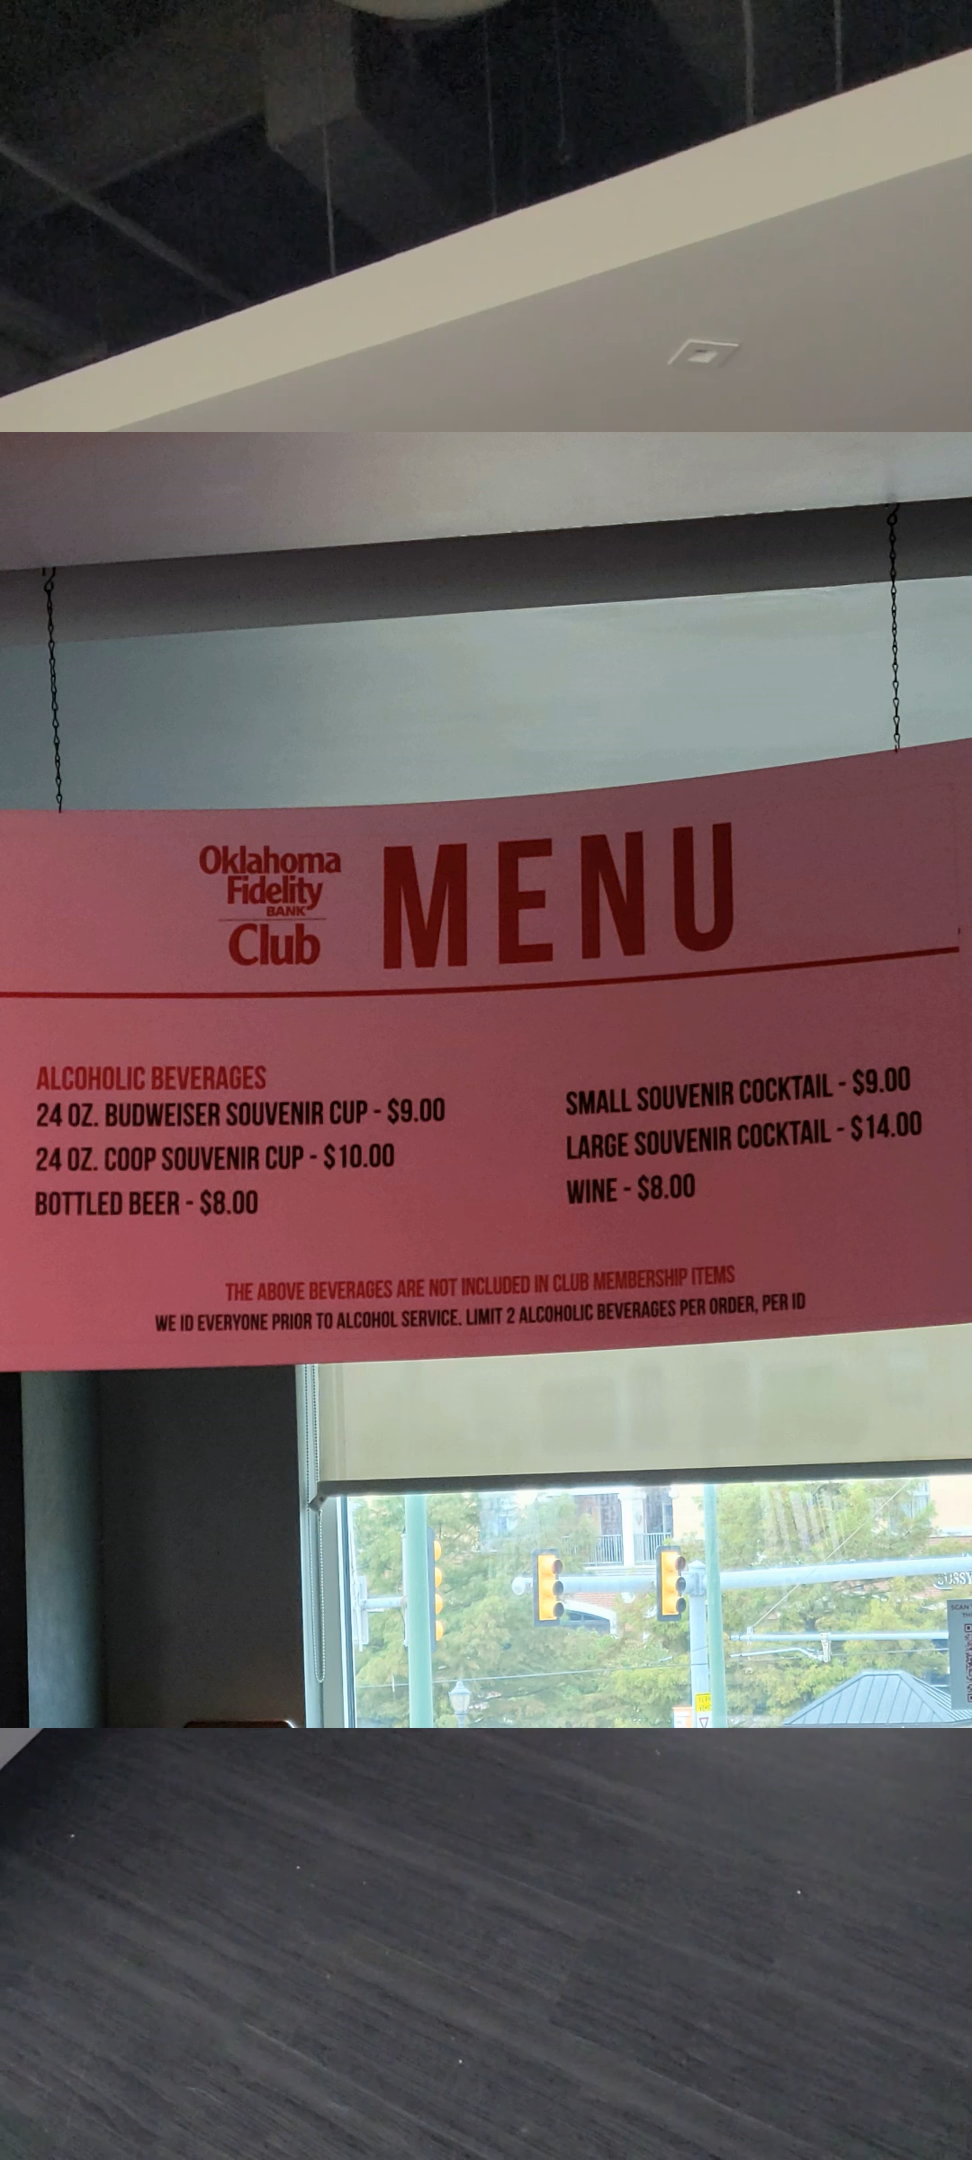 Oklahoma
Fidelity
BANK
Club
MENU
ALCOHOLIC BEVERAGES
24 OZ. BUDWEISER SOUVENIR CUP - $9.00
24 OZ. COOP SOUVENIR CUP - $10.00
BOTTLED BEER - $8.00
SMALL SOUVENIR COCKTAIL - $9.00
LARGE SOUVENIR COCKTAIL - $14.00
WINE - $8.00
THE ABOVE BEVERAGES ARE NOT INCLUDED IN CLUB MEMBERSHIP ITEMS
WE ID EVERYONE PRIOR TO ALCOHOL SERVICE. LIMIT 2 ALCOHOLIC BEVERAGES PER ORDER, PER ID
SCAN